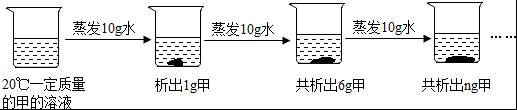 蒸发10g水
蒸发10g水
蒸发10g水
……
20℃一定质量
的甲的溶液
析出1g甲
共析出6g甲
共析出ng甲